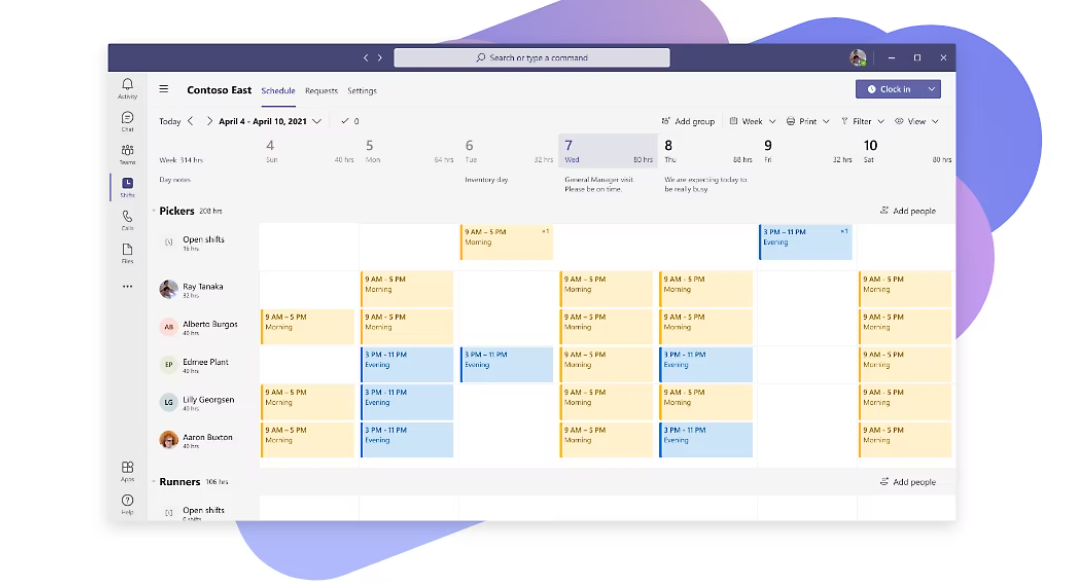 Search or type a command
Activity
Chat
Teams
Shifts
Calls
Files
Apps
Help
Contoso East Schedule Requests Settings
Clock in
Today April 4 - April 10, 2021 0
Add group Week Print Filter View
Week 314 hrs
4
Sun 40 hrs
5
Mon 64 hrs
6
Tue 32 hrs
7
Wed 80 hrs
8
Thu 88 hrs
9
Fri 32 hrs
10
Sat 80 hrs
Day notes
Inventory day
General Manager visit.
Please be on time.
We are expecting today to
be really busy.
Pickers 208 hrs
Add people
Open shifts
16 hrs
9 AM – 5 PM ×1
Morning
3 PM – 11 PM ×1
Evening
Ray Tanaka
32 hrs
9 AM – 5 PM
Morning
9 AM – 5 PM
Morning
9 AM – 5 PM
Morning
9 AM – 5 PM
Morning
AB
Alberto Burgos
40 hrs
9 AM – 5 PM
Morning
9 AM – 5 PM
Morning
9 AM – 5 PM
Morning
9 AM – 5 PM
Morning
9 AM – 5 PM
Morning
EP
Edmee Plant
40 hrs
3 PM – 11 PM
Evening
3 PM – 11 PM
Evening
9 AM – 5 PM
Morning
3 PM – 11 PM
Evening
9 AM – 5 PM
Morning
LG
Lilly Georgsen
40 hrs
9 AM – 5 PM
Morning
3 PM – 11 PM
Evening
9 AM – 5 PM
Morning
9 AM – 5 PM
Morning
9 AM – 5 PM
Morning
Aaron Buxton
40 hrs
9 AM – 5 PM
Morning
3 PM – 11 PM
Evening
9 AM – 5 PM
Morning
3 PM – 11 PM
Evening
9 AM – 5 PM
Morning
Runners 106 hrs
Add people
Open shifts